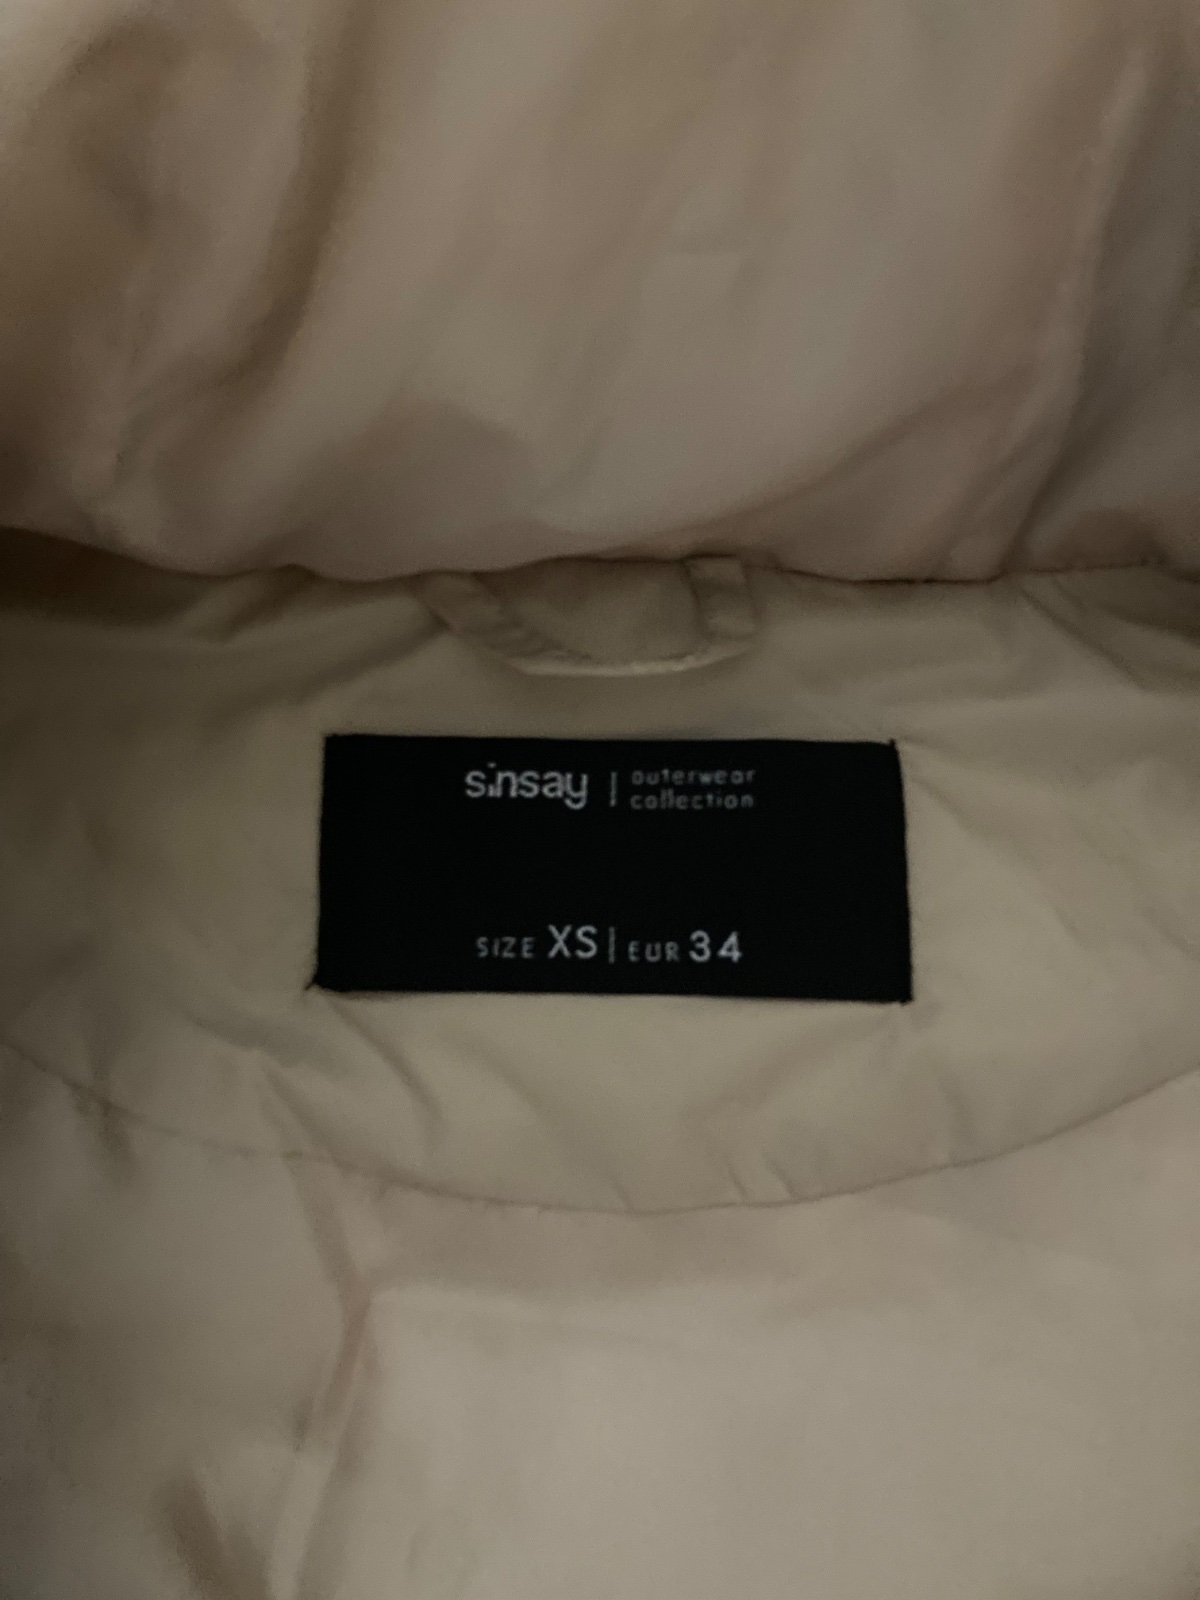 sinsay | outerwear
collection
SIZE XS | EUR 34